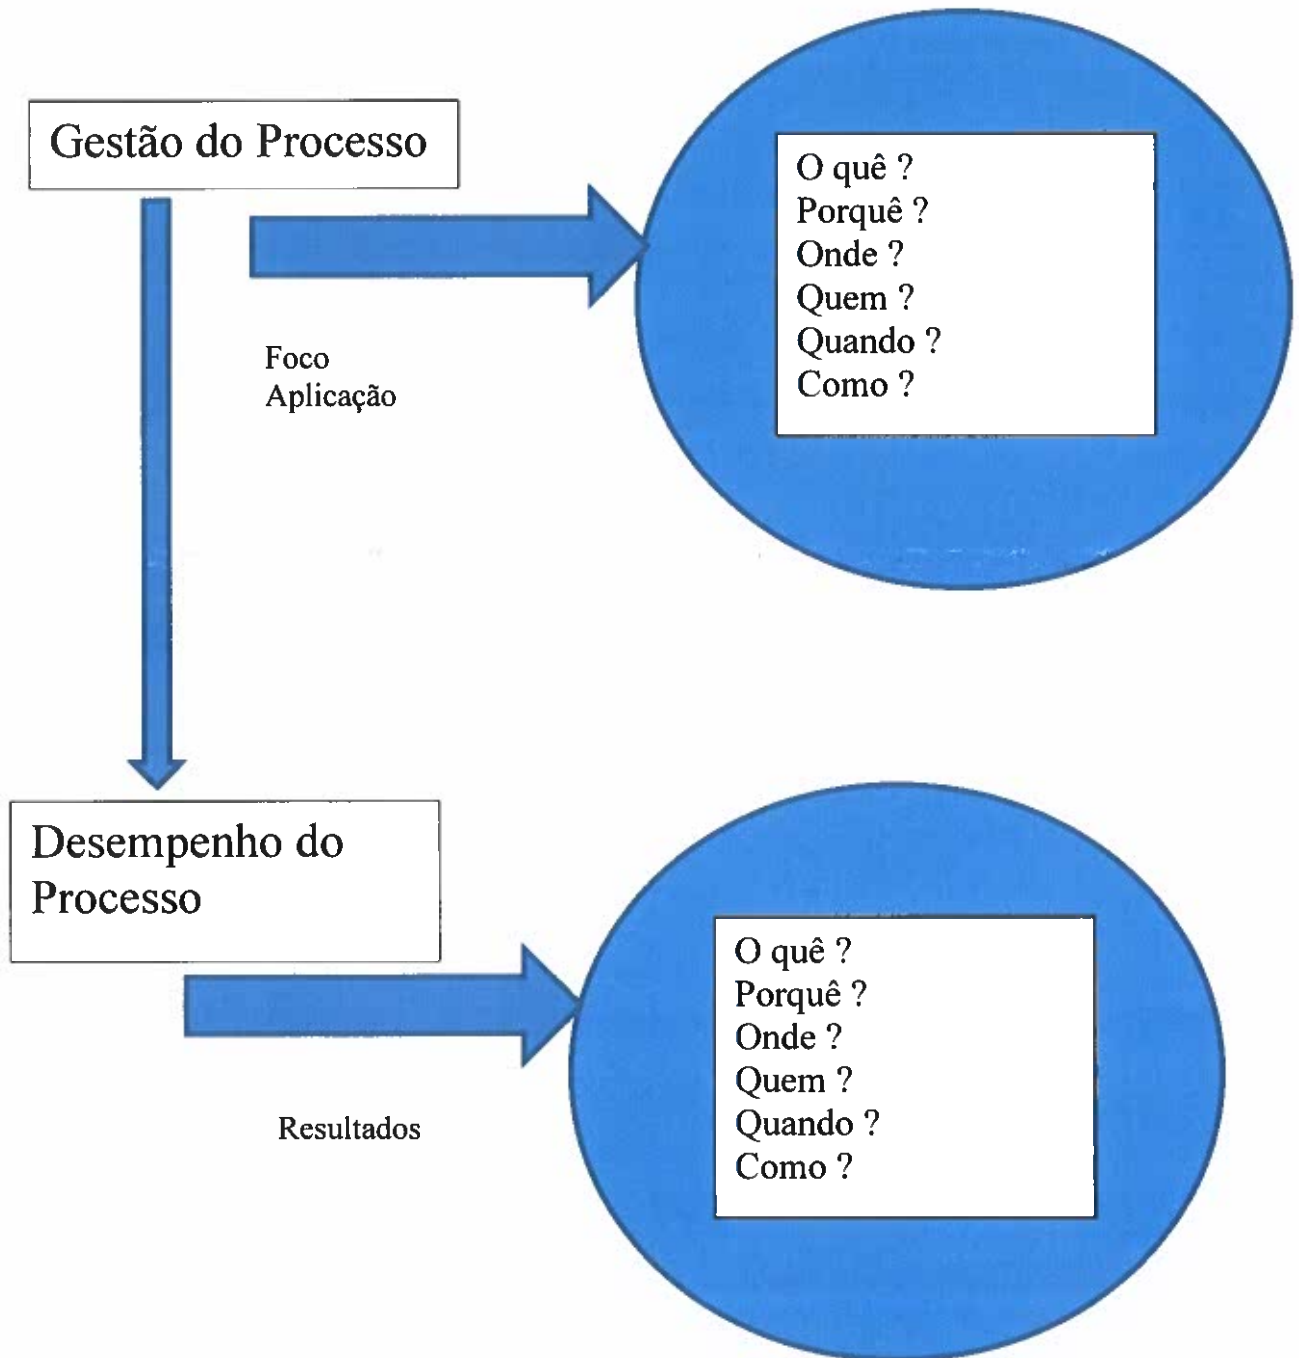 Gestão do Processo
O quê ?
Porquê ?
Onde ?
Quem ?
Quando ?
Como ?
Foco
Aplicação
Desempenho do
Processo
O quê ?
Porquê ?
Onde ?
Quem ?
Quando ?
Como ?
Resultados